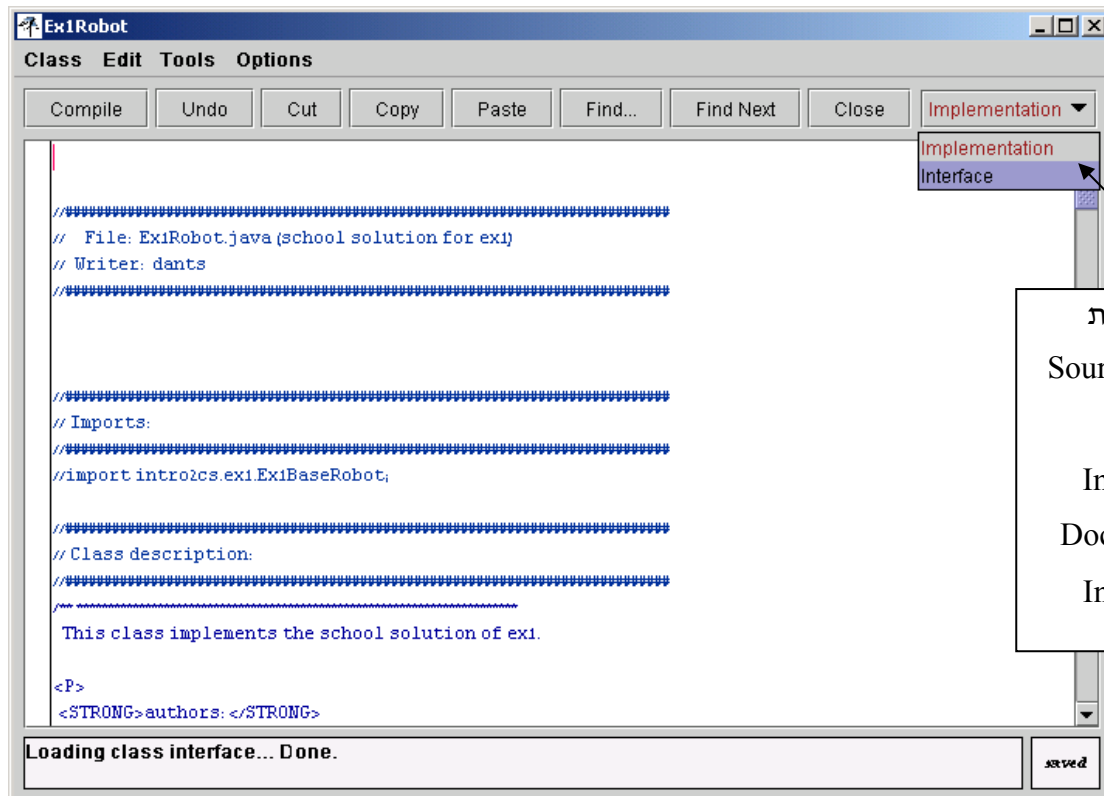 Ex1Robot
Class Edit Tools Options
Compile Undo Cut Copy Paste Find... Find Next Close Implementation
Implementation
Interface
//##############################################################
// File: Ex1Robot.java (school solution for ex1)
// Writer: dants
//##############################################################
//##############################################################
// Imports:
//##############################################################
//import intro2cs.ex1.Ex1BaseRobot;
//##############################################################
// Class description:
//##############################################################
This class implements the school solution of ex1.
<P>
<STRONG>authors:</STRONG>
Loading class interface... Done.
saved